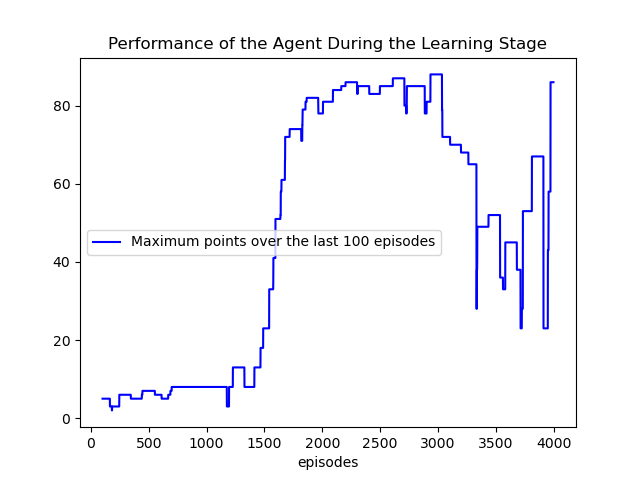 Performance of the Agent During the Learning Stage
80
60
Maximum points over the last 100 episodes
40
20
0
0 500 1000 1500 2000 2500 3000 3500 4000
episodes